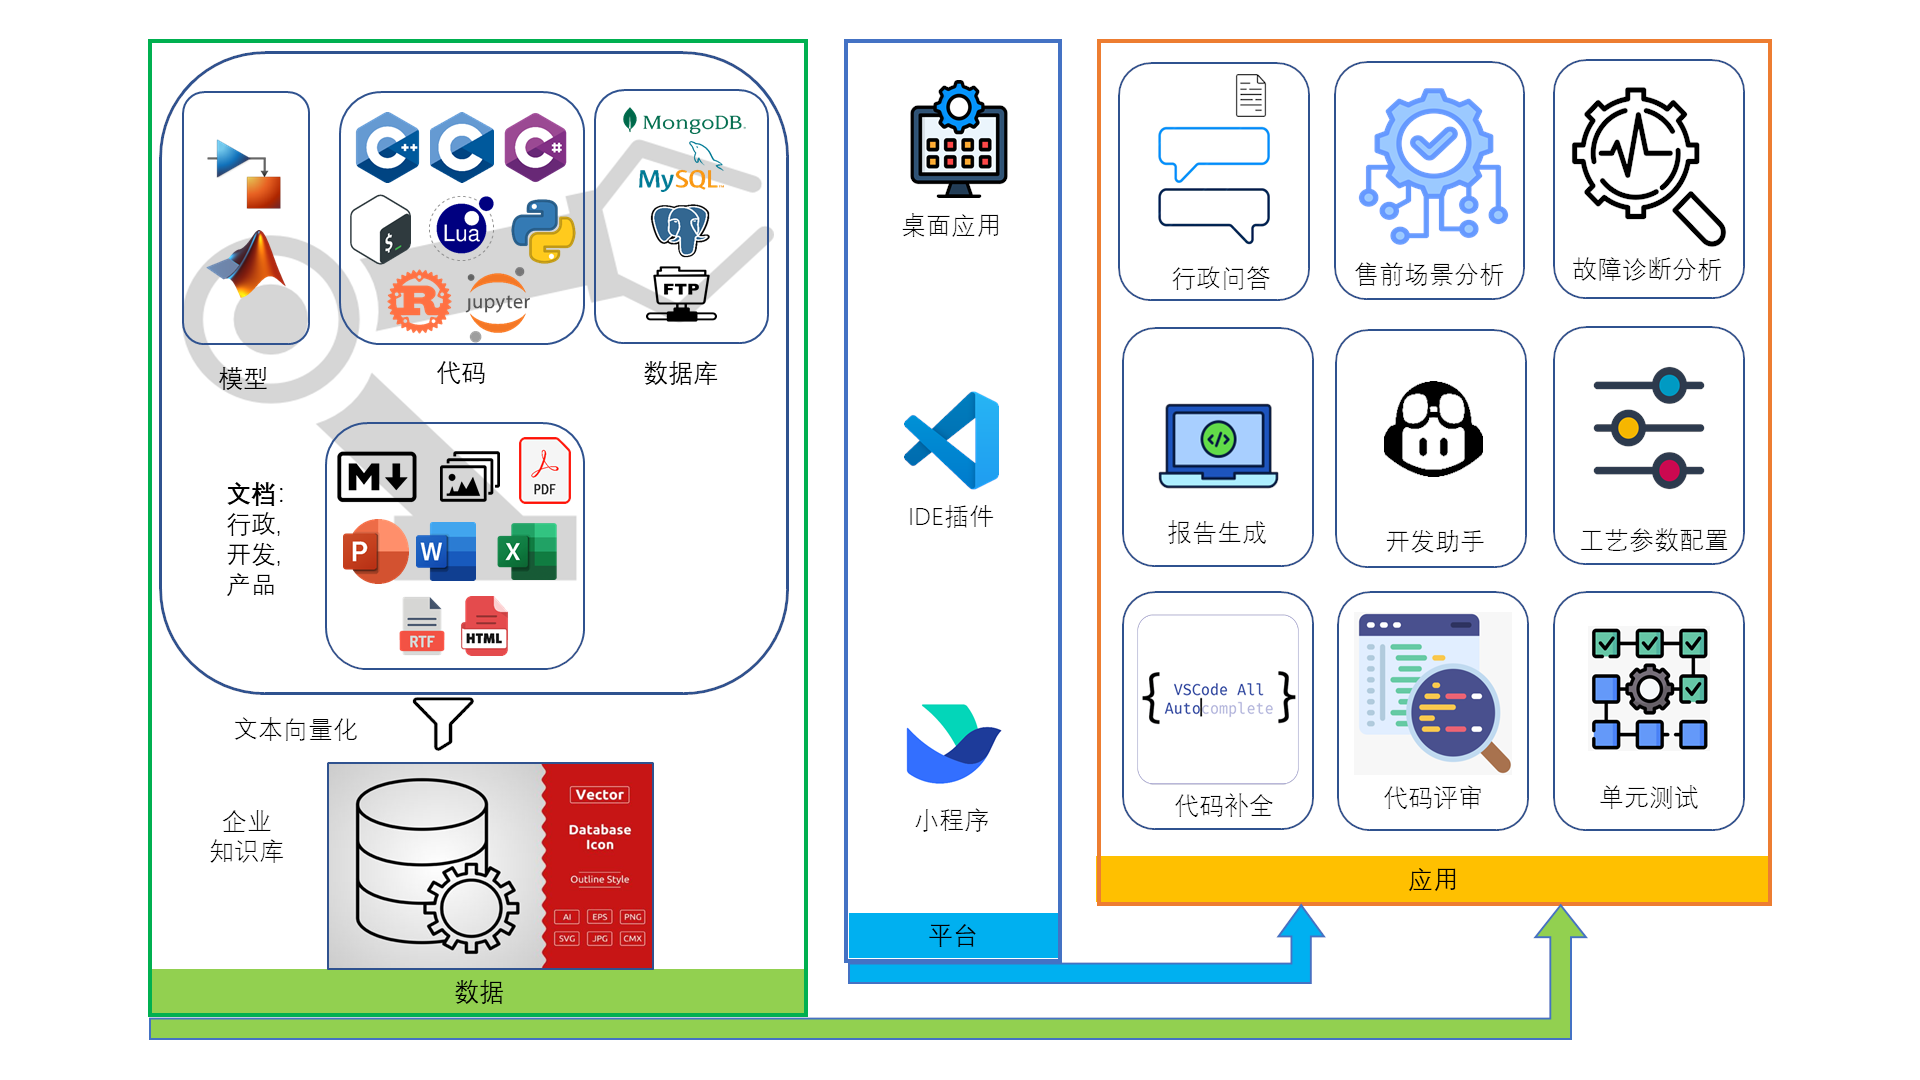 MongoDB.
MySQL
C++
C
C#
$_
Lua
R
jupyter
FTP
模型
代码
数据库
文档:
行政,
开发,
产品
M
PDF
P
W
X
RTF
HTML
文本向量化
企业
知识库
Vector
Database
Icon
Outline Style
AI
EPS
PNG
SVG
JPG
CMX
数据
桌面应用
IDE插件
小程序
平台
行政问答
售前场景分析
故障诊断分析
</>
报告生成
开发助手
工艺参数配置
{ VSCode All }
Autocomplete
代码补全
代码评审
单元测试
应用